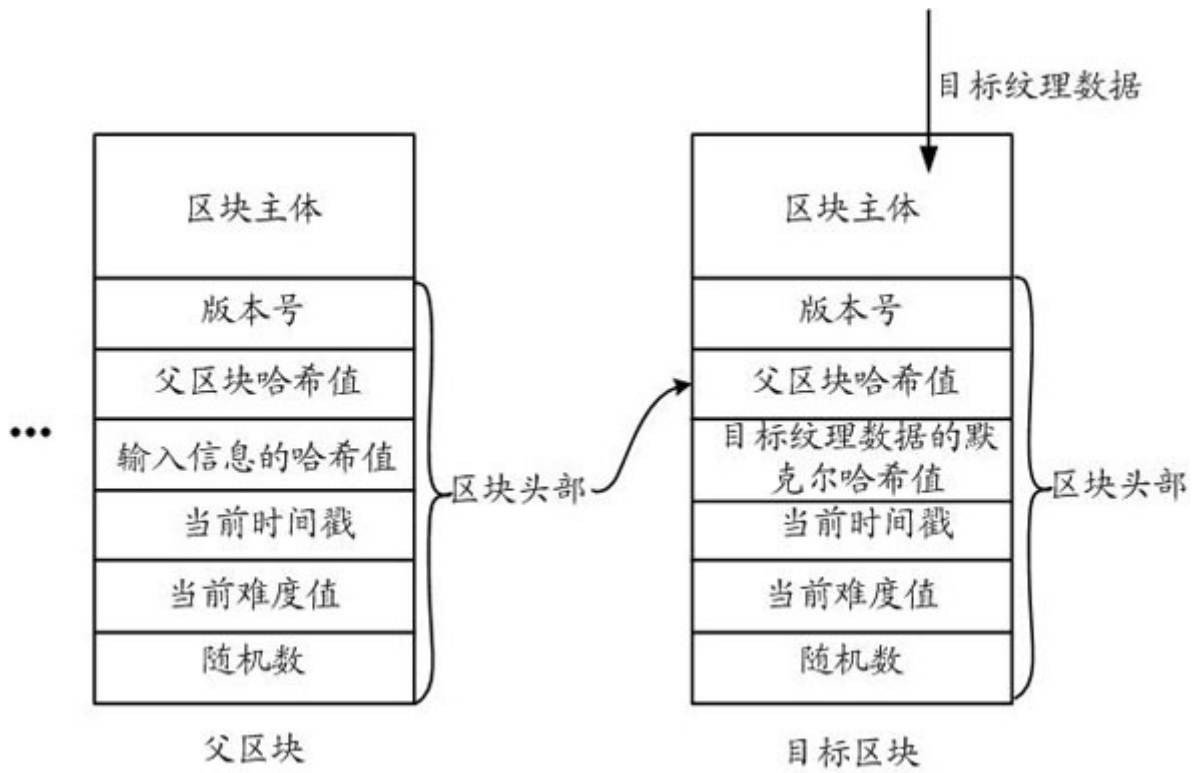 目标纹理数据
区块主体
版本号
父区块哈希值
输入信息的哈希值
当前时间戳
当前难度值
随机数
区块头部
父区块
•••
区块主体
版本号
父区块哈希值
目标纹理数据的默
克尔哈希值
当前时间戳
当前难度值
随机数
区块头部
目标区块